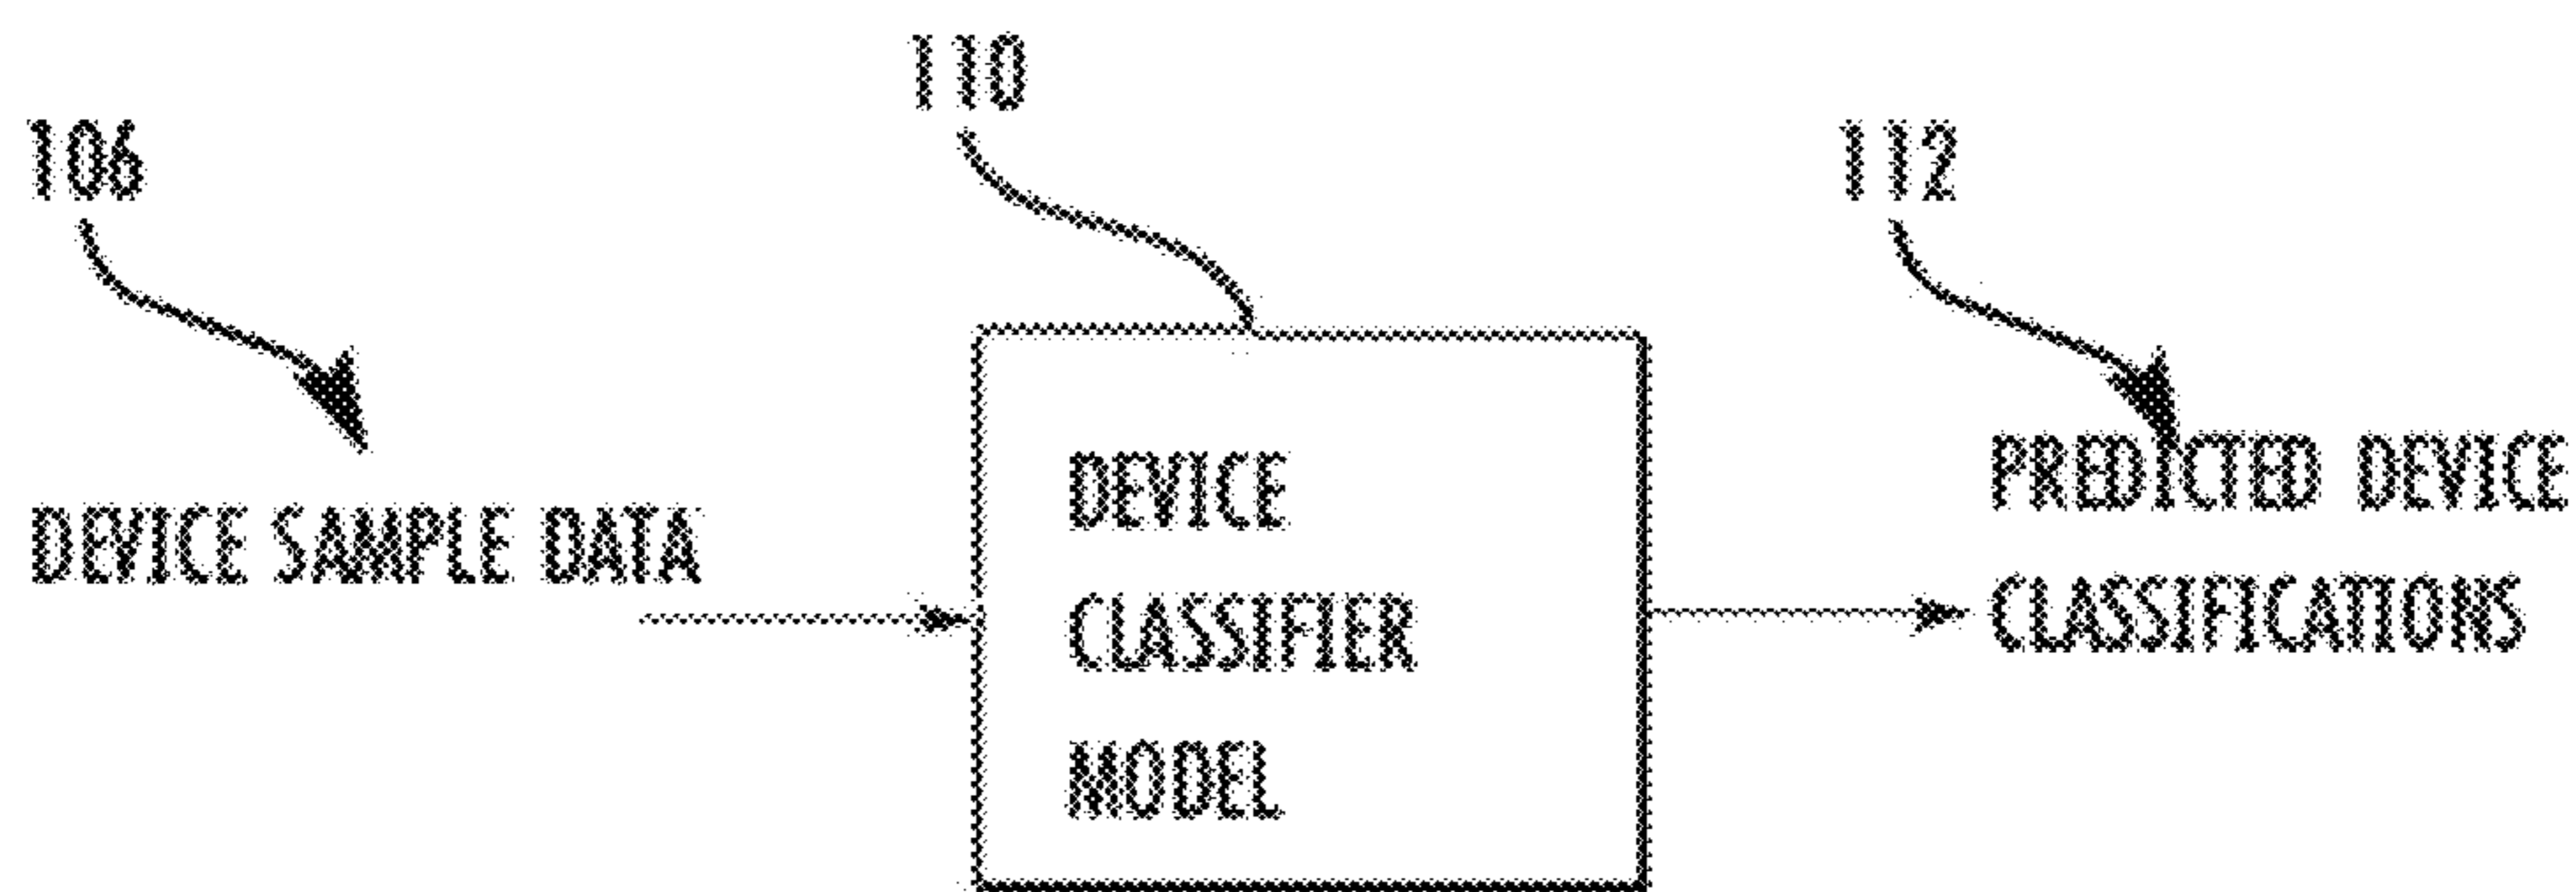 110
106
112
DEVICE SAMPLE DATA
DEVICE
CLASSIFIER
MODEL
PREDICTED DEVICE
CLASSIFICATIONS